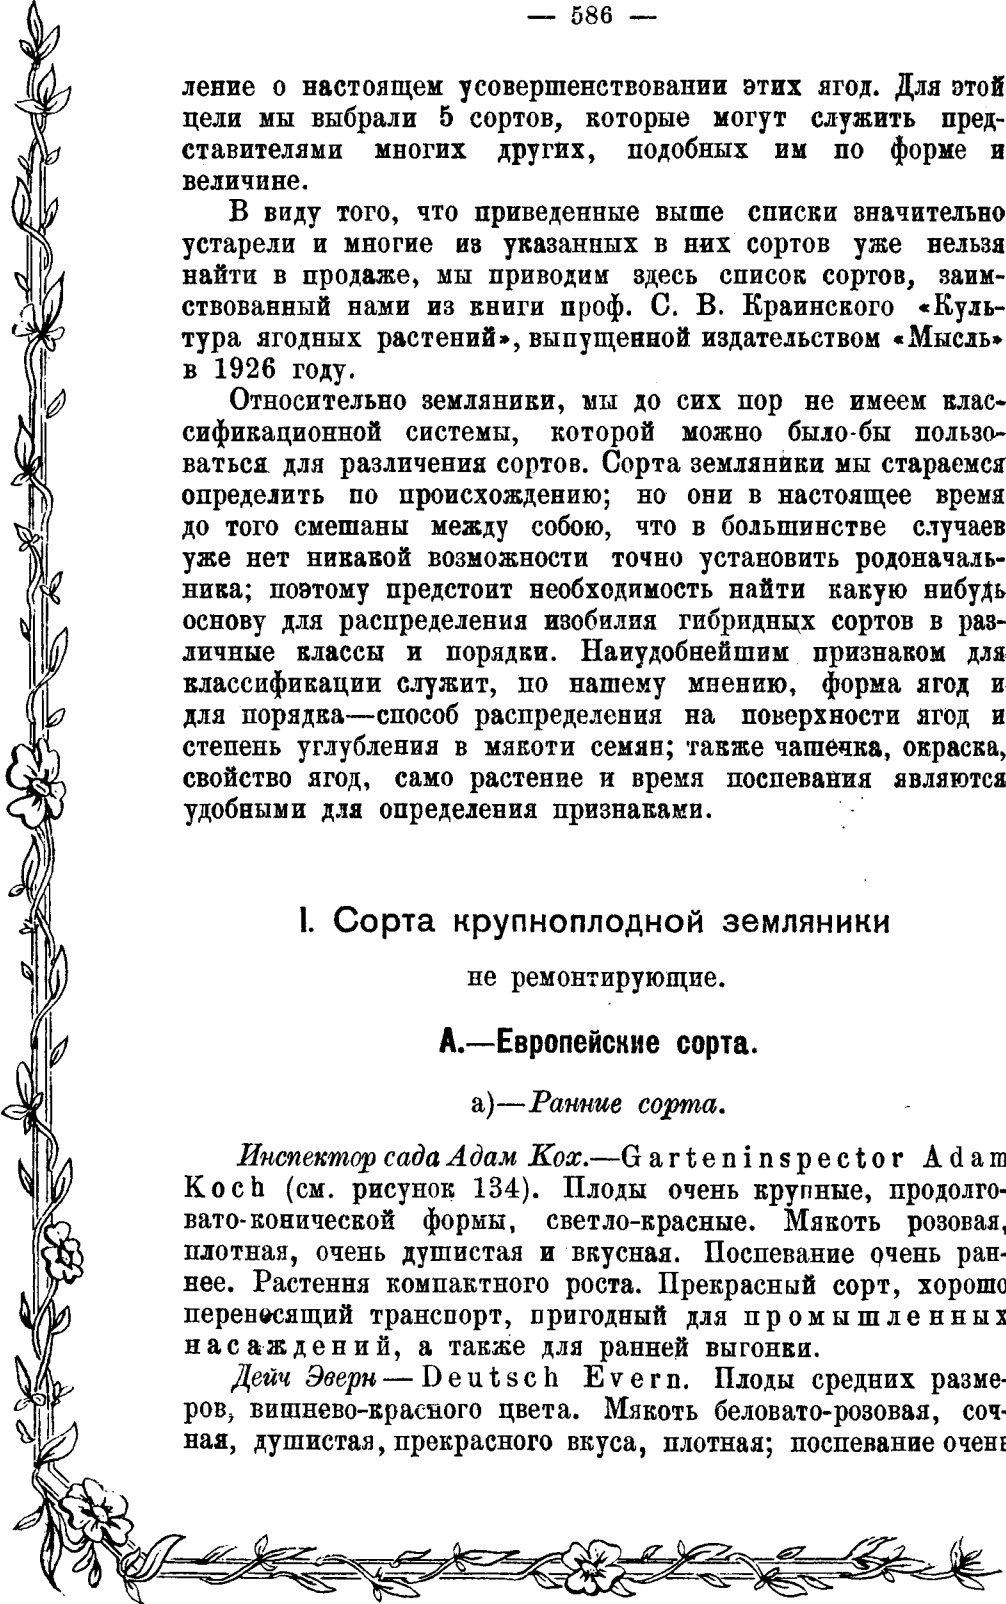 — 586 —
ление о настоящем усовершенствовании этих ягод. Для этой
цели мы выбрали 5 сортов, которые могут служить пред-
ставителями многих других, подобных им по форме и
величине.
В виду того, что приведенные выше списки значительно
устарели и многие из указанных в них сортов уже нельзя
найти в продаже, мы приводим здесь список сортов, заим-
ствованный нами из книги проф. С. В. Краинского «Куль-
тура ягодных растений», выпущенной издательством «Мысль»
в 1926 году.
Относительно земляники, мы до сих пор не имеем клас-
сификационной системы, которой можно было-бы пользо-
ваться для различения сортов. Сорта земляники мы стараемся
определить по происхождению; но они в настоящее время
до того смешаны между собою, что в большинстве случаев
уже нет никакой возможности точно установить родоначаль-
ника; поэтому предстоит необходимость найти какую нибудь
основу для распределения изобилия гибридных сортов в раз-
личные классы и порядки. Наиудобнейшим признаком для
классификации служит, по нашему мнению, форма ягод и
для порядка—способ распределения на поверхности ягод и
степень углубления в мякоти семян; также чашечка, окраска,
свойство ягод, само растение и время поспевания являются
удобными для определения признаками.
I. Сорта крупноплодной земляники
не ремонтирующие.
А.—Европейские сорта.
а)—Ранние сорта.
Инспектор сада Адам Кох.—Garteninspector Adam
Koch (см. рисунок 134). Плоды очень крупные, продолго-
вато-конической формы, светло-красные. Мякоть розовая,
плотная, очень душистая и вкусная. Поспевание очень ран-
нее. Растения компактного роста. Прекрасный сорт, хорошо
переносящий транспорт, пригодный для промышленных
насаждений, а также для ранней выгонки.
Дейч Эверн — Deutsch Evern. Плоды средних разме-
ров, вишнево-красного цвета. Мякоть беловато-розовая, соч-
ная, душистая, прекрасного вкуса, плотная; поспевание очень